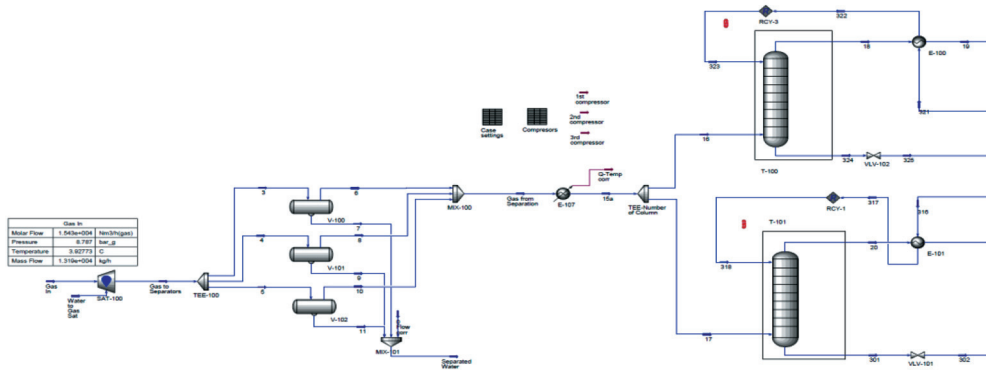 RCY-3
322
323
18
E-100
19
321
16
324
VLV-102
325
T-100
1st
compressor
2nd
compressor
3rd
compressor
Case
settings
Compresors
Q-Temp
corr
3
6
V-100
7
MIX-100
Gas from
Separation
E-107
15a
TEE-Number
of Column
Gas In
Molar Flow 1.543e+004 Nm3/h(gas)
Pressure 8.787 bar_g
Temperature 3.92773 C
Mass Flow 1.319e+004 kg/h
4
8
V-101
9
Gas
In
Water
to
Gas
Sat
SAT-100
Gas to
Separators
TEE-100
5
10
V-102
11
Flow
corr
MIX-101
Separated
Water
RCY-1
317
316
318
T-101
20
E-101
17
301
VLV-101
302